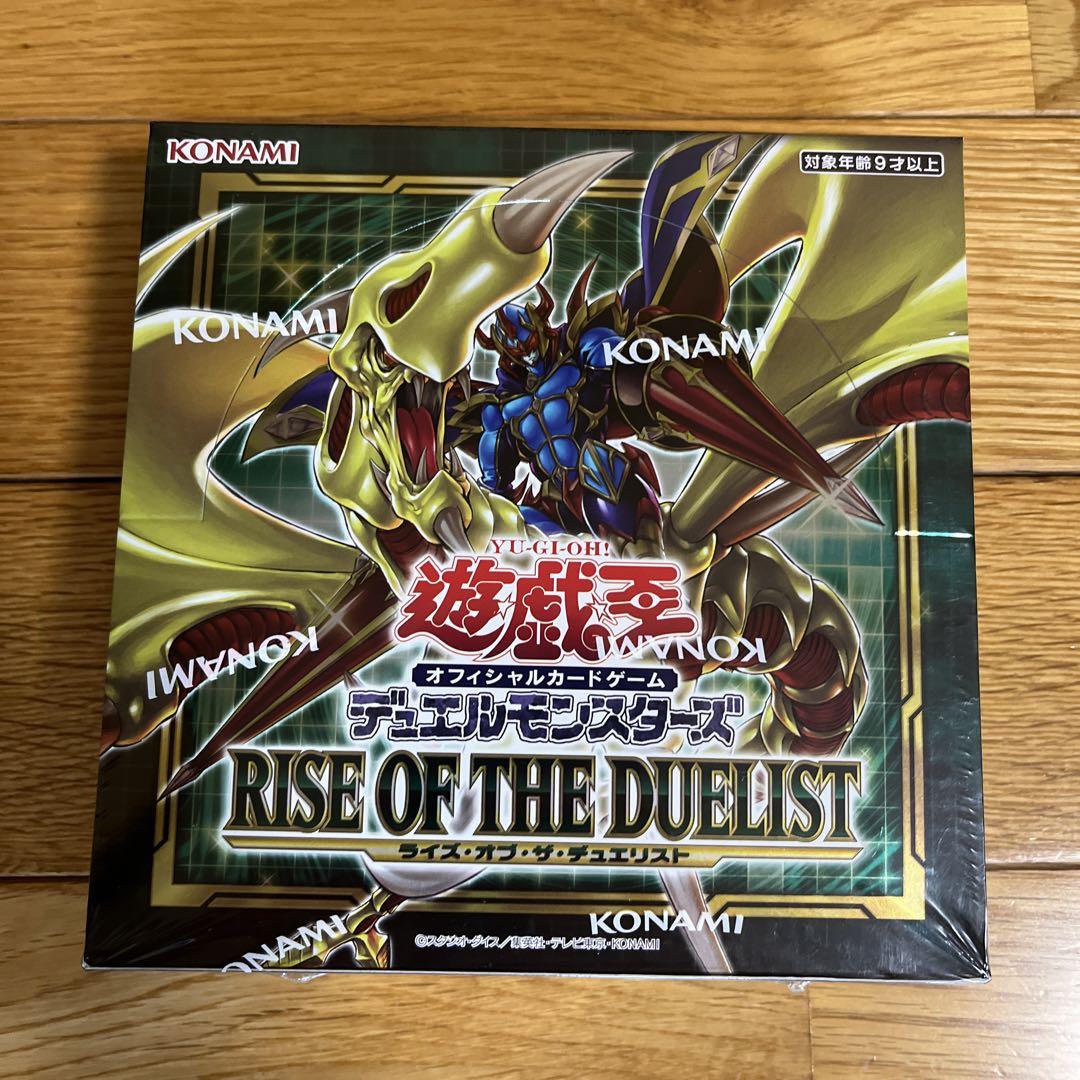 KONAMI
対象年齢9才以上
KONAMI
KONAMI
YU-GI-OH!
遊戯王
KONAMI
KONAMI
オフィシャルカードゲーム
デュエルモンスターズ
RISE OF THE DUELIST
ライズ・オブ・ザ・デュエリスト
KONAMI
ONAMI
©スタジオ・ダイス/集英社・テレビ東京・KONAMI